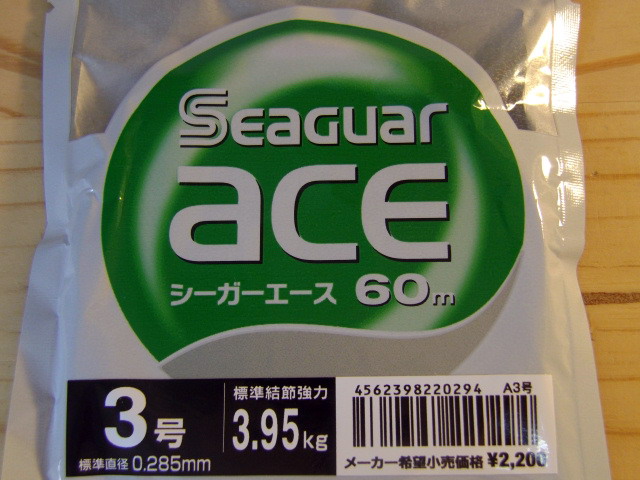 Seaguar
ace
シーガーエース 60m
3号
標準直径 0.285mm
標準結節強力
3.95kg
4562398220294 A3号
メーカー希望小売価格 ¥2,200